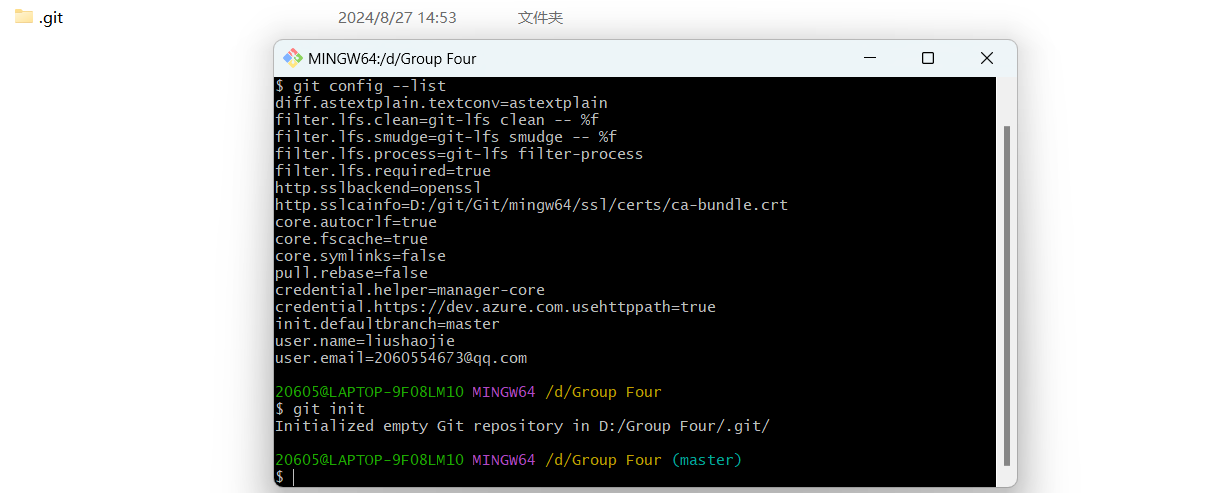 .git 2024/8/27 14:53 文件夹
MINGW64:/d/Group Four
$ git config --list
diff.astextplain.textconv=astextplain
filter.lfs.clean=git-lfs clean -- %f
filter.lfs.smudge=git-lfs smudge -- %f
filter.lfs.process=git-lfs filter-process
filter.lfs.required=true
http.sslbackend=openssl
http.sslcainfo=D:/git/Git/mingw64/ssl/certs/ca-bundle.crt
core.autocrlf=true
core.fscache=true
core.symlinks=false
pull.rebase=false
credential.helper=manager-core
credential.https://dev.azure.com.usehttppath=true
init.defaultbranch=master
user.name=liushaojie
user.email=2060554673@qq.com
20605@LAPTOP-9F08LM10 MINGW64 /d/Group Four
$ git init
Initialized empty Git repository in D:/Group Four/.git/
20605@LAPTOP-9F08LM10 MINGW64 /d/Group Four (master)
$